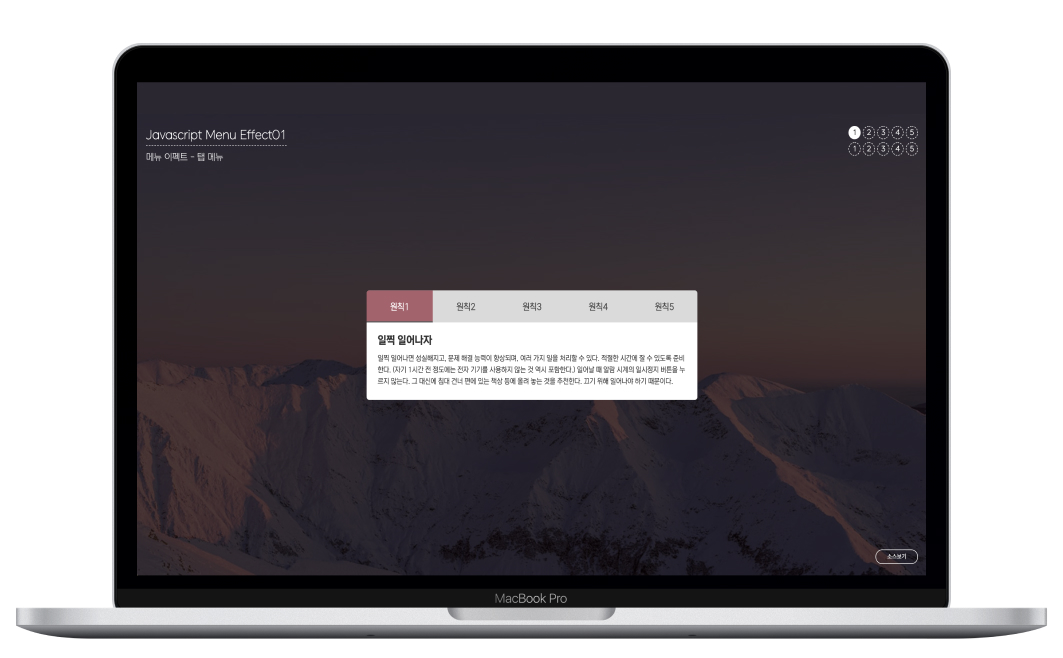 Javascript Menu Effect01
1 2 3 4 5
메뉴 이펙트 - 탭 메뉴
1 2 3 4 5
원칙1 원칙2 원칙3 원칙4 원칙5
일찍 일어나자
일찍 일어나면 성실해지고, 문제 해결 능력이 향상되며, 여러 가지 일을 처리할 수 있다. 적절한 시간에 잘 수 있도록 준비
한다. (자기 1시간 전 정도에는 전자 기기를 사용하지 않는 것 역시 포함한다.) 일어날 때 알람 시계의 일시정지 버튼을 누
르지 않는다. 그 대신에 침대 건너 편에 있는 책상 등에 올려 놓는 것을 추천한다. 끄기 위해 일어나야 하기 때문이다.
소스보기
MacBook Pro